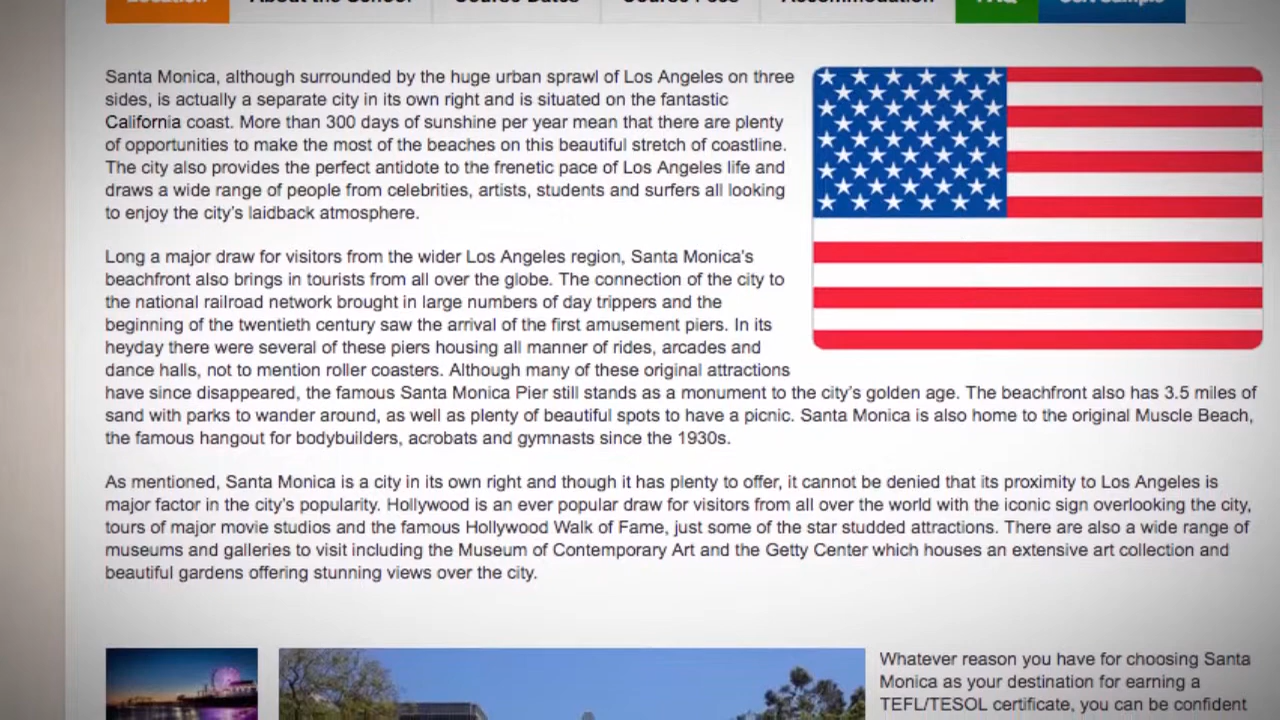 Location About the School Course Dates Course Fees Accommodation FAQ Cert Sample
Santa Monica, although surrounded by the huge urban sprawl of Los Angeles on three
sides, is actually a separate city in its own right and is situated on the fantastic
California coast. More than 300 days of sunshine per year mean that there are plenty
of opportunities to make the most of the beaches on this beautiful stretch of coastline.
The city also provides the perfect antidote to the frenetic pace of Los Angeles life and
draws a wide range of people from celebrities, artists, students and surfers all looking
to enjoy the city's laidback atmosphere.
Long a major draw for visitors from the wider Los Angeles region, Santa Monica's
beachfront also brings in tourists from all over the globe. The connection of the city to
the national railroad network brought in large numbers of day trippers and the
beginning of the twentieth century saw the arrival of the first amusement piers. In its
heyday there were several of these piers housing all manner of rides, arcades and
dance halls, not to mention roller coasters. Although many of these original attractions
have since disappeared, the famous Santa Monica Pier still stands as a monument to the city's golden age. The beachfront also has 3.5 miles of
sand with parks to wander around, as well as plenty of beautiful spots to have a picnic. Santa Monica is also home to the original Muscle Beach,
the famous hangout for bodybuilders, acrobats and gymnasts since the 1930s.
As mentioned, Santa Monica is a city in its own right and though it has plenty to offer, it cannot be denied that its proximity to Los Angeles is
major factor in the city's popularity. Hollywood is an ever popular draw for visitors from all over the world with the iconic sign overlooking the city,
tours of major movie studios and the famous Hollywood Walk of Fame, just some of the star studded attractions. There are also a wide range of
museums and galleries to visit including the Museum of Contemporary Art and the Getty Center which houses an extensive art collection and
beautiful gardens offering stunning views over the city.
Whatever reason you have for choosing Santa
Monica as your destination for earning a
TEFL/TESOL certificate, you can be confident